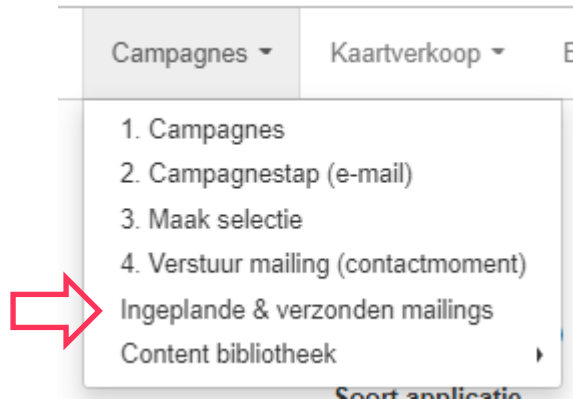 Campagnes Kaartverkoop
1. Campagnes
2. Campagnestap (e-mail)
3. Maak selectie
4. Verstuur mailing (contactmoment)
Ingeplande & verzonden mailings
Content bibliotheek
Soort applicatie